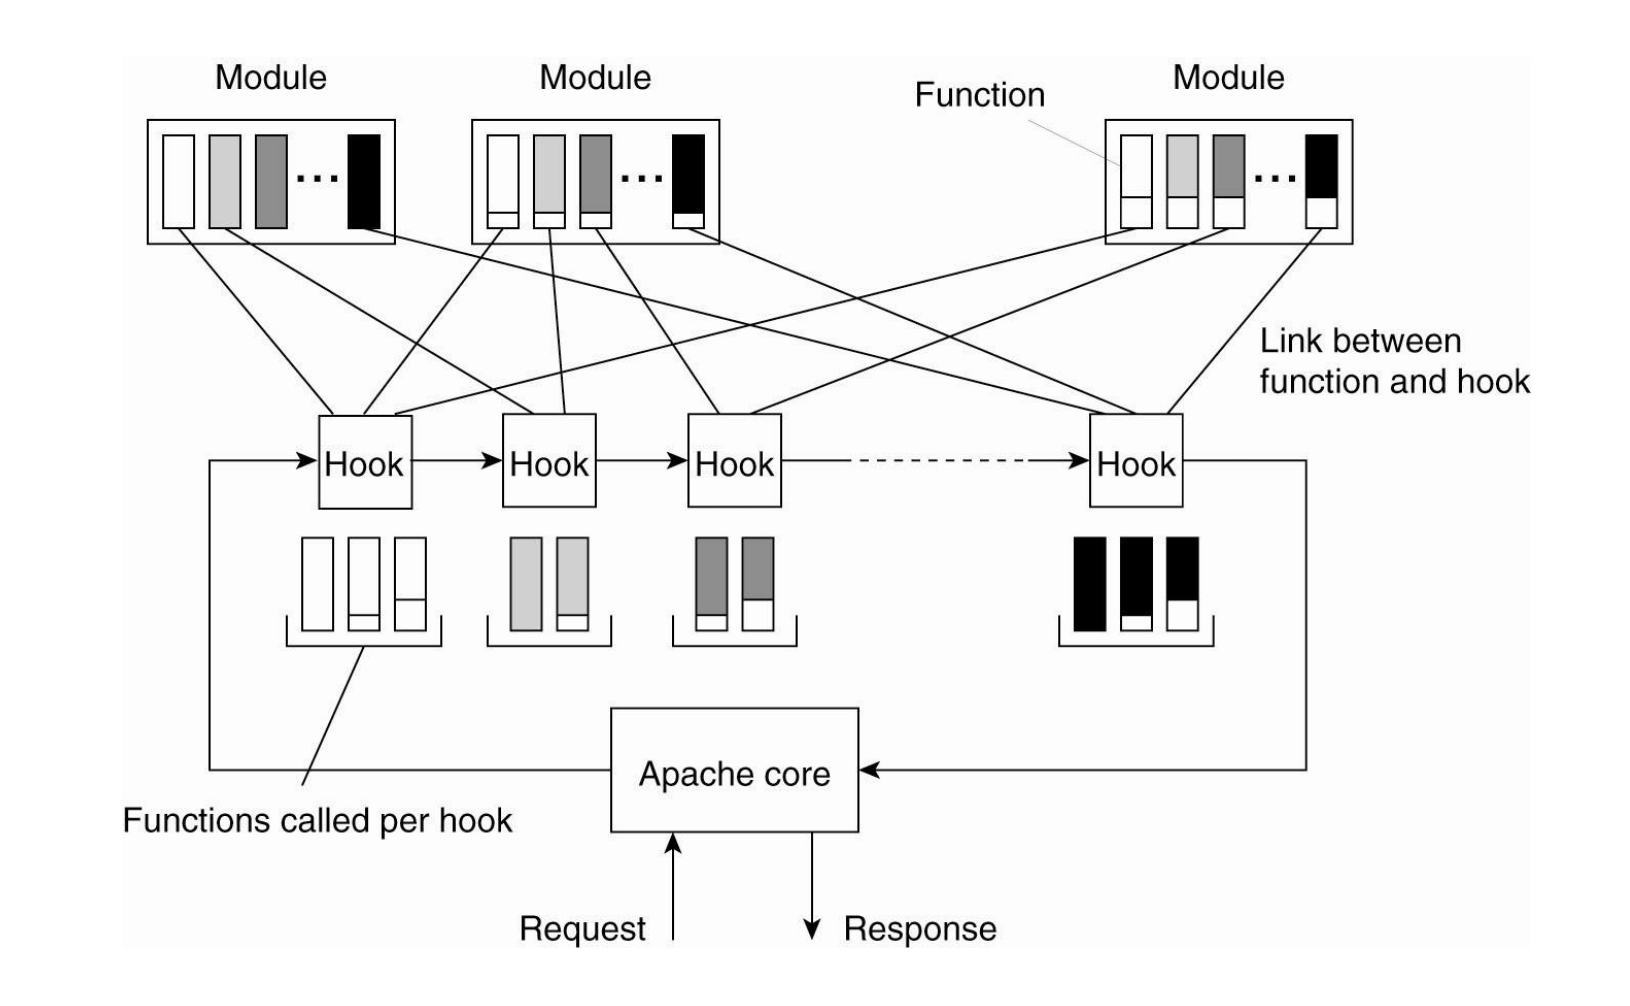 Module
Module
Function
Module
Link between
function and hook
Hook
Hook
Hook
Hook
Apache core
Functions called per hook
Request
Response